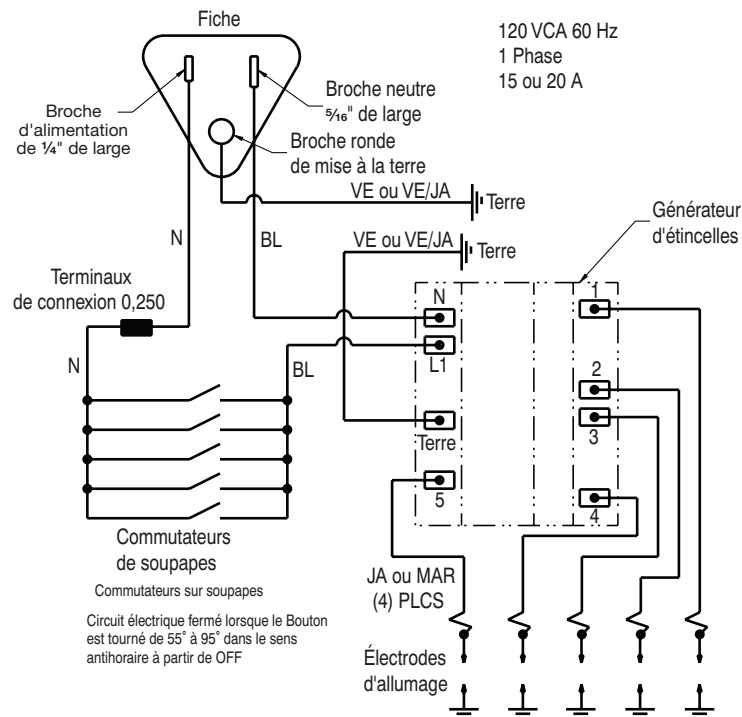 Fiche
120 VCA 60 Hz
1 Phase
15 ou 20 A
Broche
d'alimentation
de ¼" de large
Broche neutre
5⁄16" de large
Broche ronde
de mise à la terre
VE ou VE/JA
Terre
N
BL
VE ou VE/JA
Terre
Générateur
d'étincelles
Terminaux
de connexion 0,250
N
BL
N
L1
Terre
5
1
2
3
4
Commutateurs
de soupapes
Commutateurs sur soupapes
Circuit électrique fermé lorsque le Bouton
est tourné de 55˚ à 95˚ dans le sens
antihoraire à partir de OFF
JA ou MAR
(4) PLCS
Électrodes
d'allumage